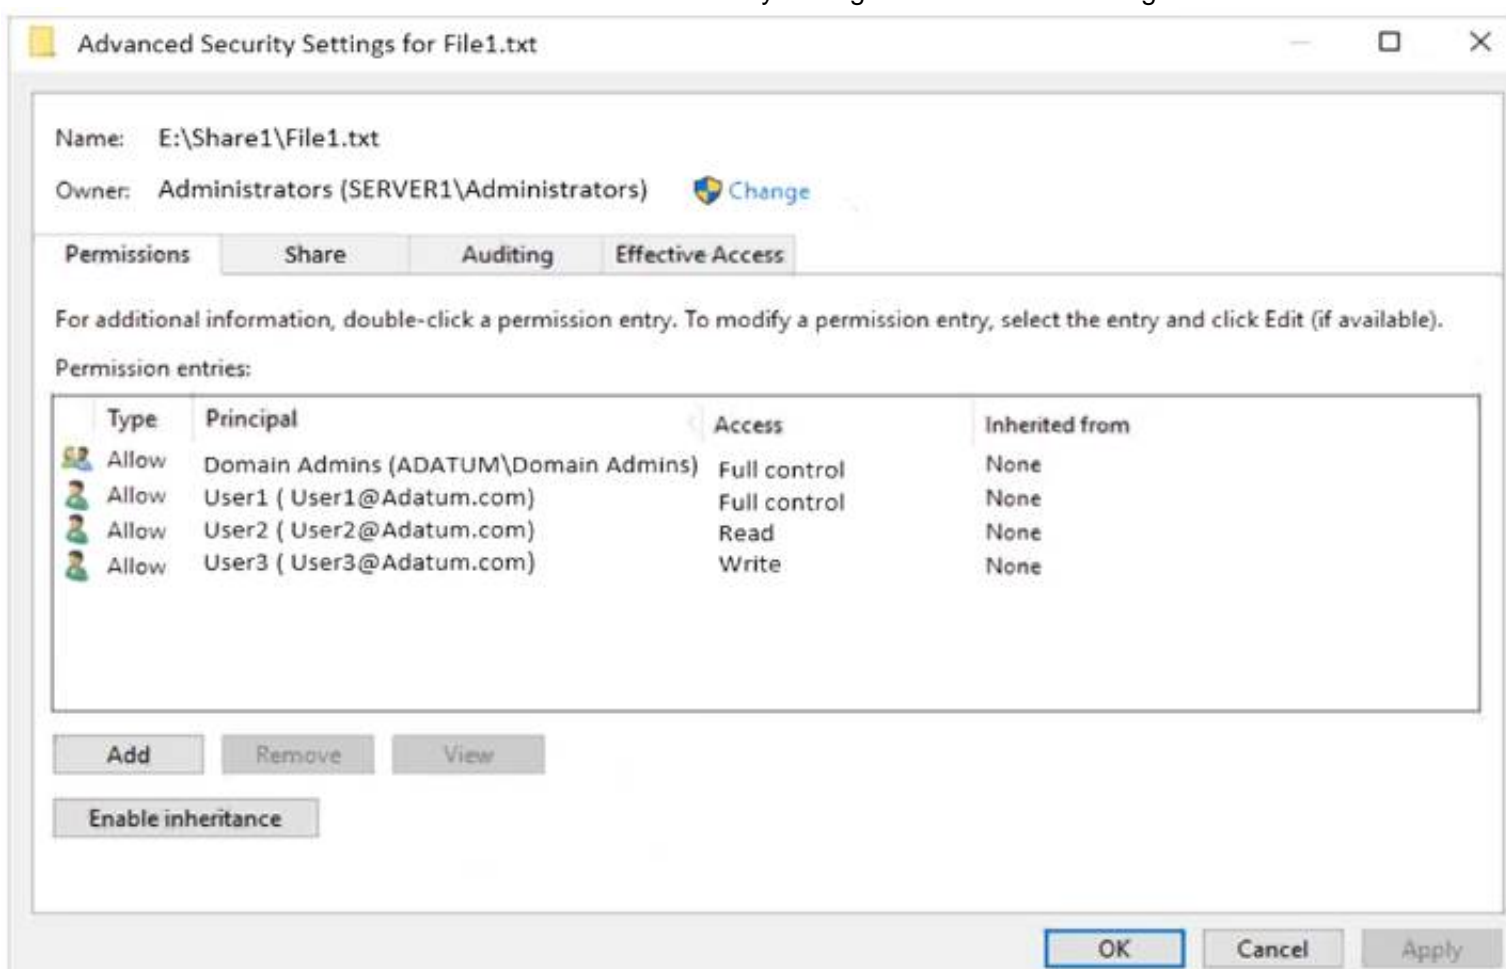 Advanced Security Settings for File1.txt
Name: E:\Share1\File1.txt
Owner: Administrators (SERVER1\Administrators) Change
Permissions Share Auditing Effective Access
For additional information, double-click a permission entry. To modify a permission entry, select the entry and click Edit (if available).
Permission entries:
Type Principal Access Inherited from
Allow Domain Admins (ADATUM\Domain Admins) Full control None
Allow User1 ( User1@Adatum.com) Full control None
Allow User2 ( User2@Adatum.com) Read None
Allow User3 ( User3@Adatum.com) Write None
Add Remove View
Enable inheritance
OK Cancel Apply